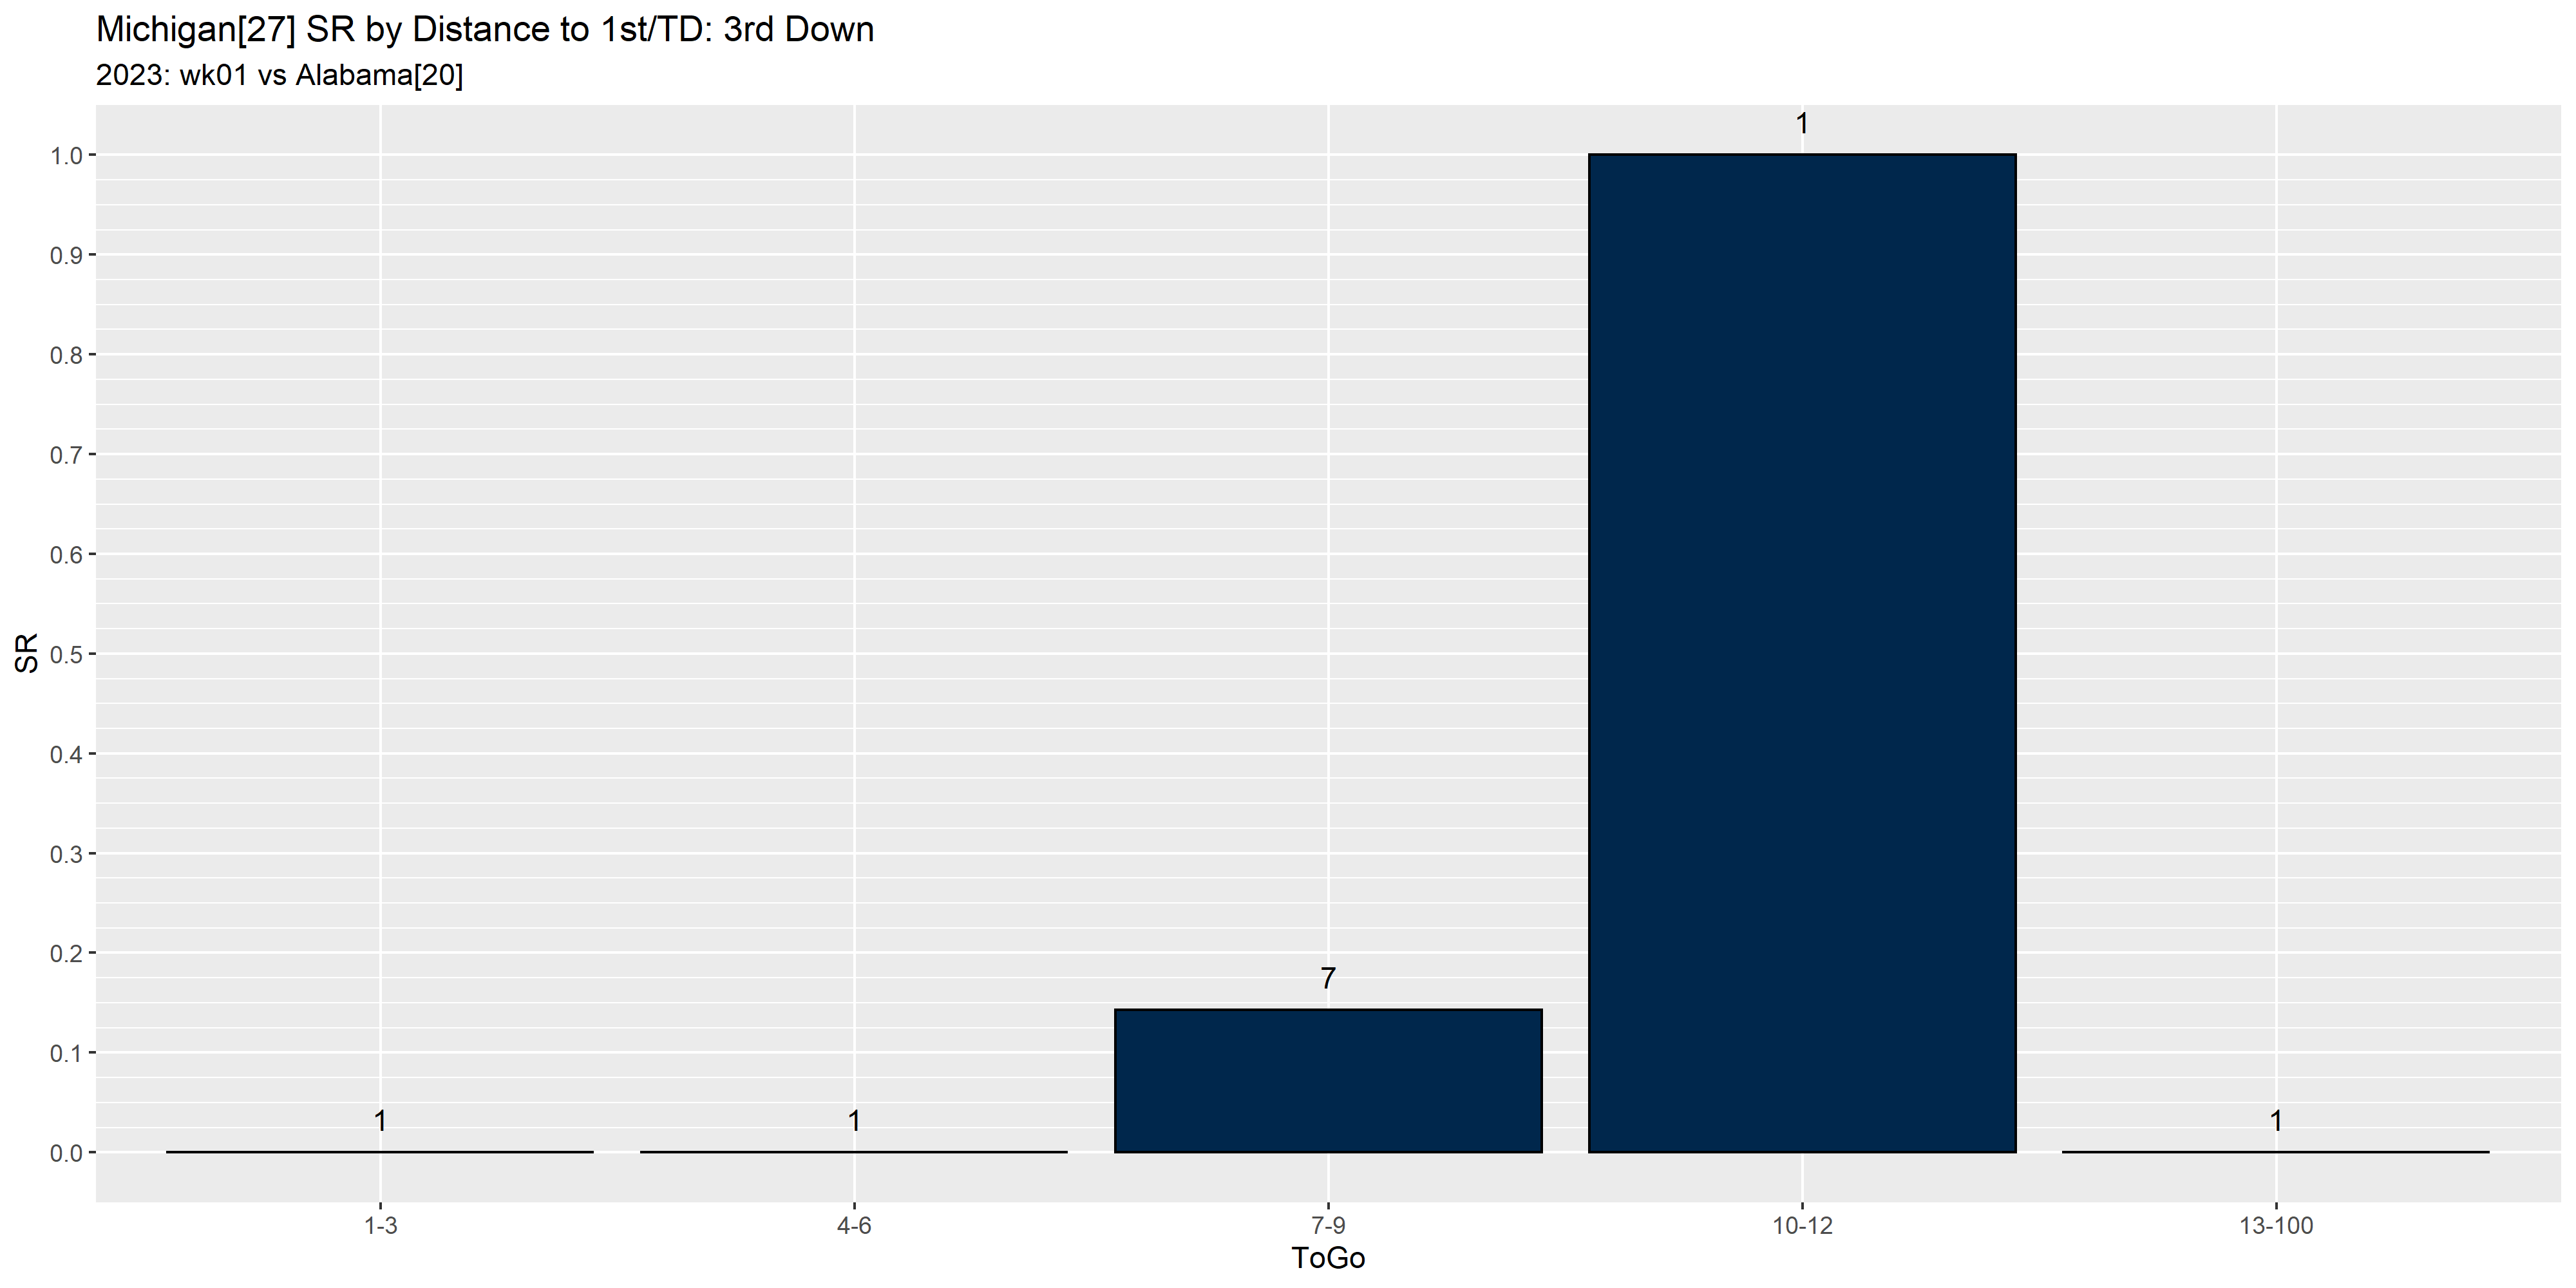 Michigan[27] SR by Distance to 1st/TD: 3rd Down
2023: wk01 vs Alabama[20]
1
1.0
0.9
0.8
0.7
0.6
SR
0.5
0.4
0.3
0.2
7
0.1
1 1 1
0.0
1-3 4-6 7-9 10-12 13-100
ToGo